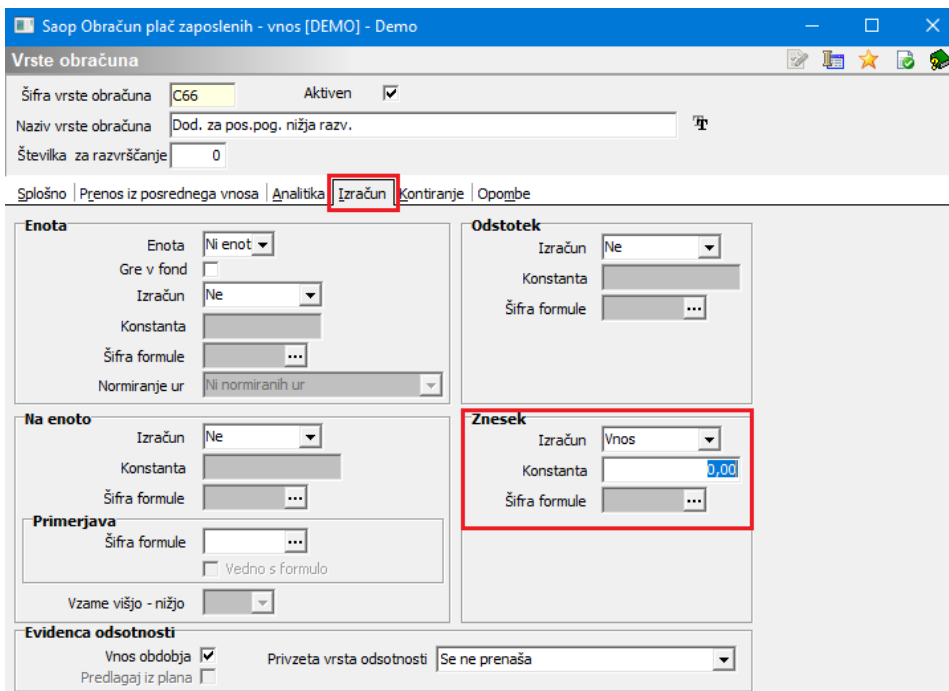 Saop Obračun plač zaposlenih - vnos [DEMO] - Demo
Vrste obračuna
Šifra vrste obračuna C66 Aktiven
Naziv vrste obračuna Dod. za pos.pog. nižja razv.
Številka za razvrščanje 0
Splošno Prenos iz posrednega vnosa Analitika Izračun Kontiranje Opombe
Enota
Enota Ni enot
Gre v fond
Izračun Ne
Konstanta
Šifra formule ...
Normiranje ur Ni normiranih ur
Odstotek
Izračun Ne
Konstanta
Šifra formule ...
Na enoto
Izračun Ne
Konstanta
Šifra formule ...
Primerjava
Šifra formule ...
Vedno s formulo
Vzame višjo - nižjo
Znesek
Izračun Vnos
Konstanta 0,00
Šifra formule ...
Evidenca odsotnosti
Vnos obdobja Privzeta vrsta odsotnosti Se ne prenaša
Predlagaj iz plana